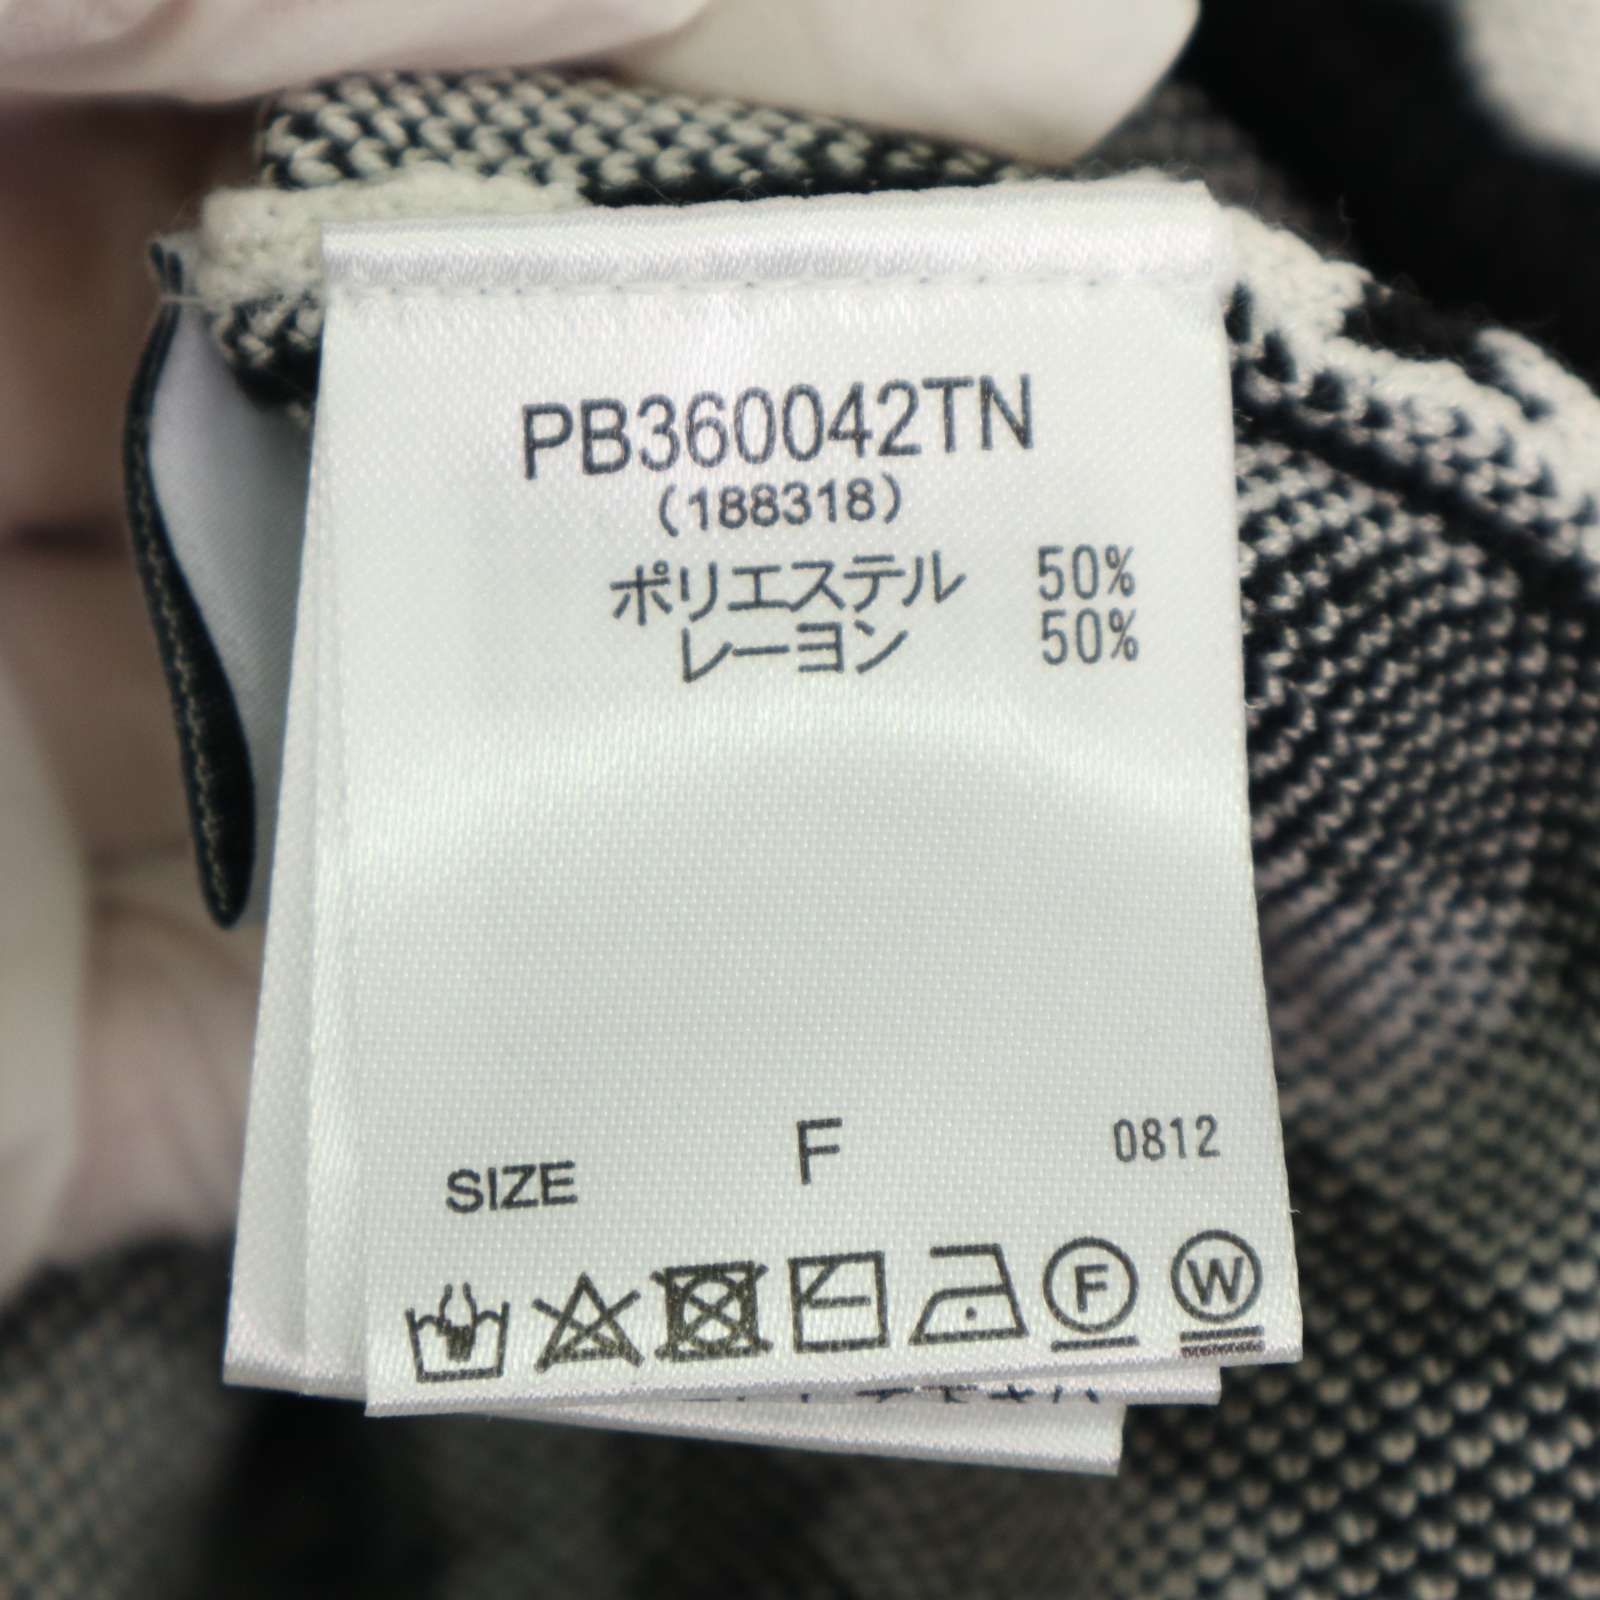 PB360042TN
(188318)
ポリエステル 50%
レーヨン 50%
SIZE F 0812
F W